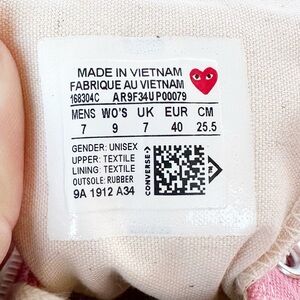 MADE IN VIETNAM
FABRIQUE AU VIETNAM
168304C AR9F34UP00079
MENS WO'S UK EUR CM
7 9 7 40 25.5
GENDER: UNISEX
UPPER: TEXTILE
LINING: TEXTILE
OUTSOLE: RUBBER
9A 1912 A34
CONVERSE